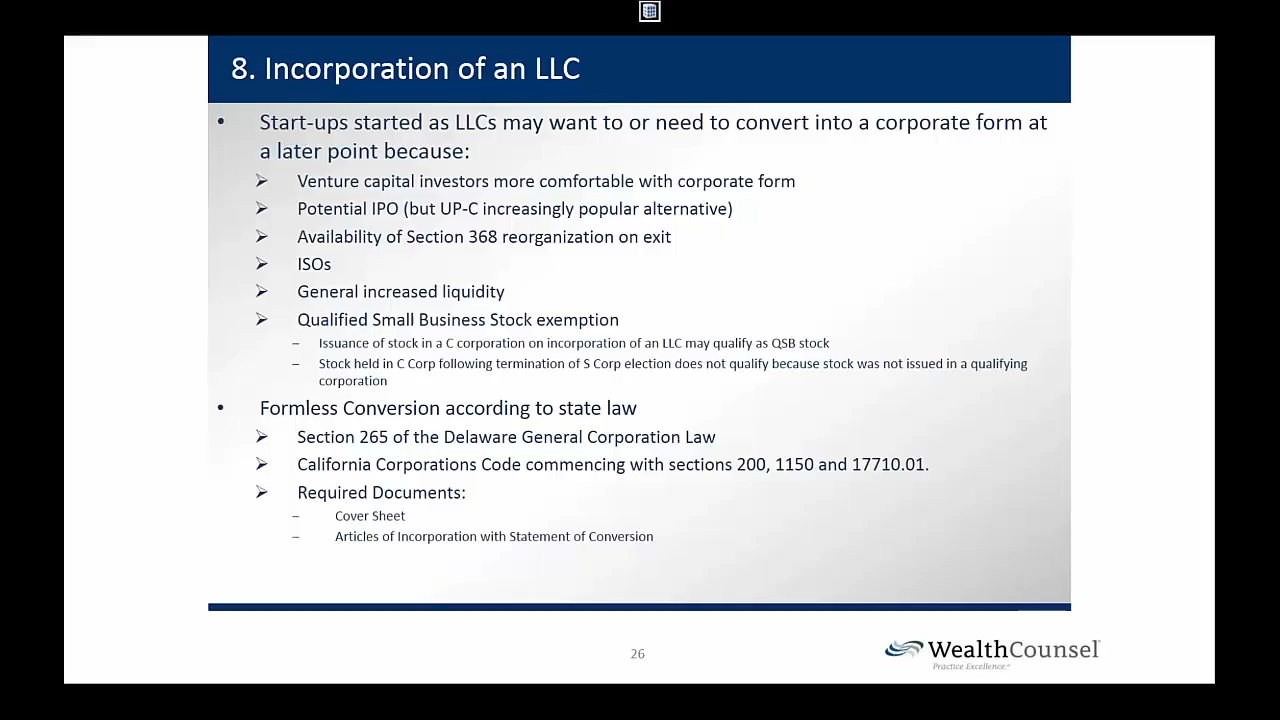 8. Incorporation of an LLC
• Start-ups started as LLCs may want to or need to convert into a corporate form at
a later point because:
➢ Venture capital investors more comfortable with corporate form
➢ Potential IPO (but UP-C increasingly popular alternative)
➢ Availability of Section 368 reorganization on exit
➢ ISOs
➢ General increased liquidity
➢ Qualified Small Business Stock exemption
– Issuance of stock in a C corporation on incorporation of an LLC may qualify as QSB stock
– Stock held in C Corp following termination of S Corp election does not qualify because stock was not issued in a qualifying
corporation
• Formless Conversion according to state law
➢ Section 265 of the Delaware General Corporation Law
➢ California Corporations Code commencing with sections 200, 1150 and 17710.01.
➢ Required Documents:
– Cover Sheet
– Articles of Incorporation with Statement of Conversion
26
WealthCounsel
Practice Excellence.